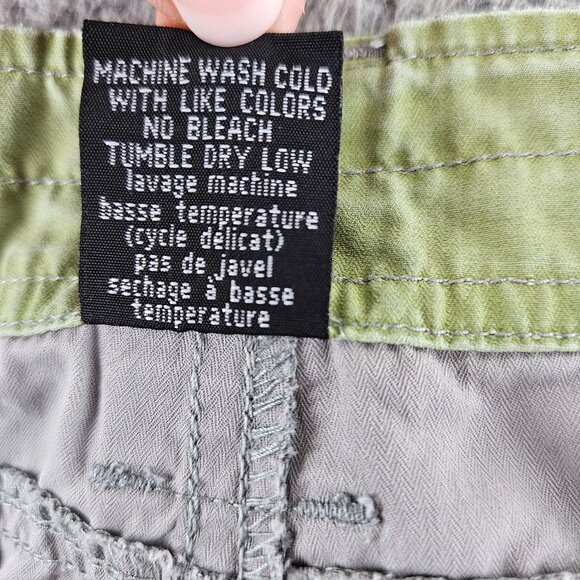 MACHINE WASH COLD
WITH LIKE COLORS
NO BLEACH
TUMBLE DRY LOW
lavage machine
basse temperature
(cycle délicat)
pas de javel
sechage à basse
temperature